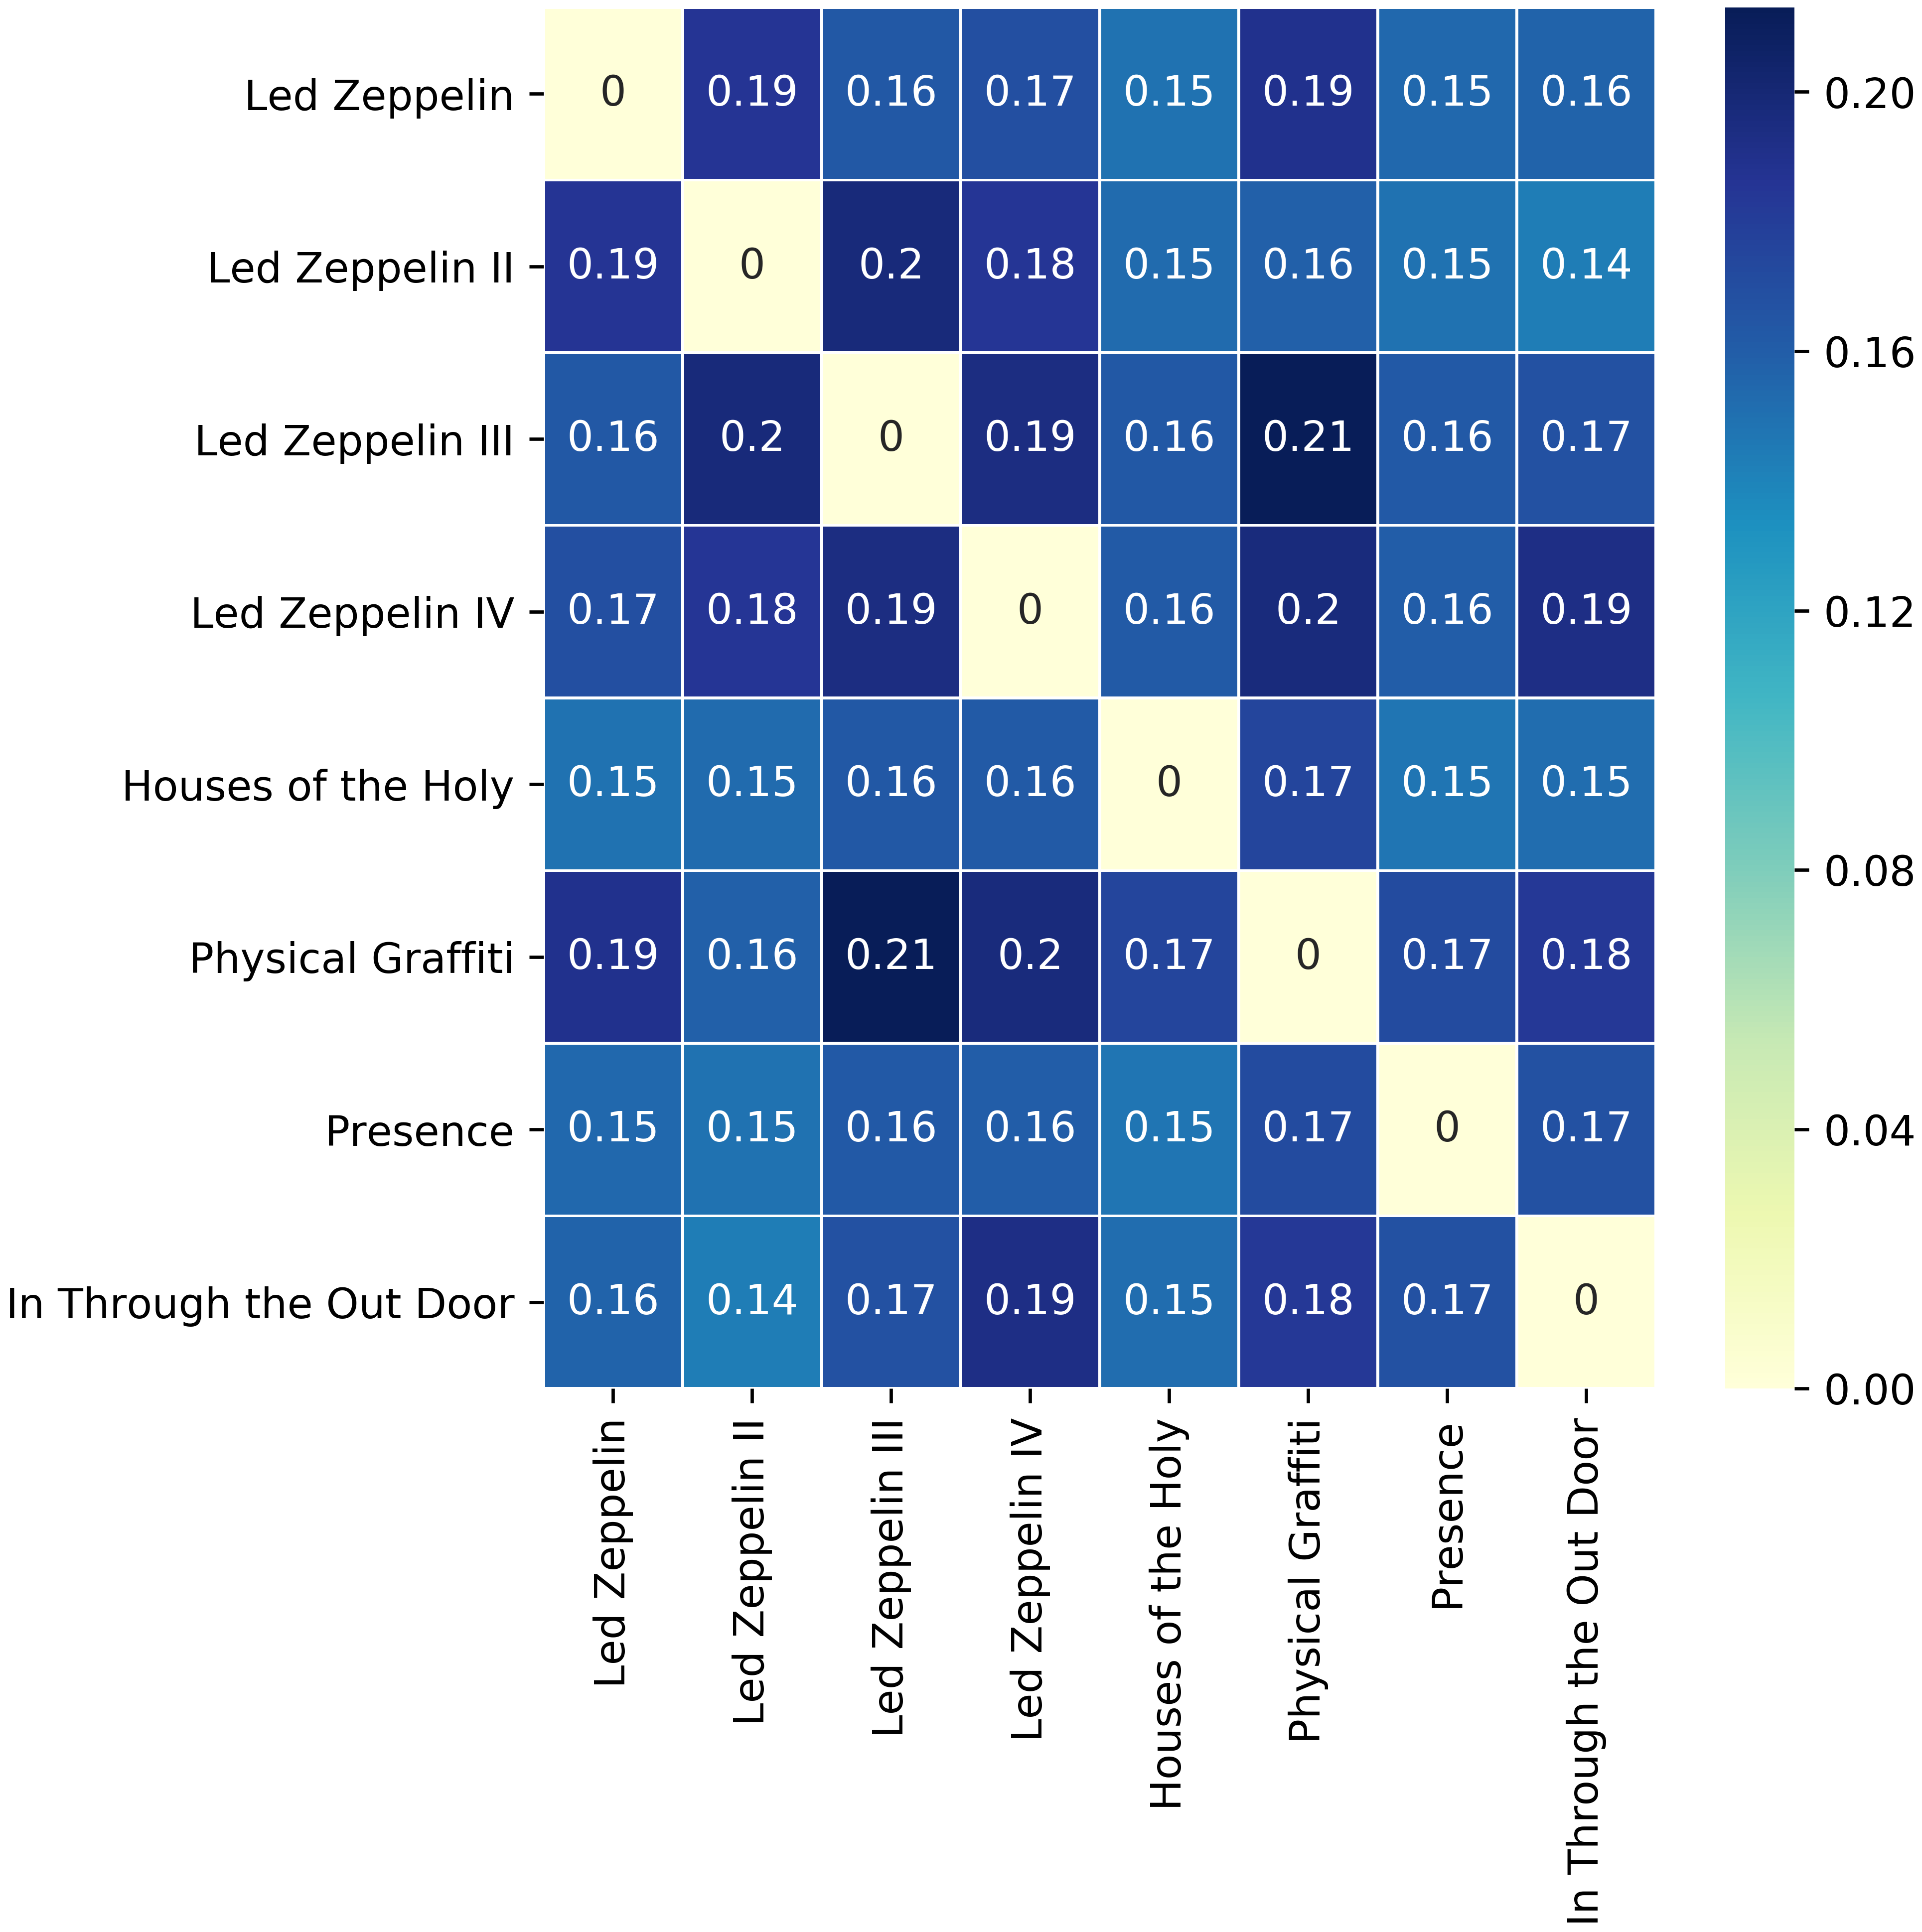 Led Zeppelin 0 0.19 0.16 0.17 0.15 0.19 0.15 0.16
Led Zeppelin II 0.19 0 0.2 0.18 0.15 0.16 0.15 0.14
Led Zeppelin III 0.16 0.2 0 0.19 0.16 0.21 0.16 0.17
Led Zeppelin IV 0.17 0.18 0.19 0 0.16 0.2 0.16 0.19
Houses of the Holy 0.15 0.15 0.16 0.16 0 0.17 0.15 0.15
Physical Graffiti 0.19 0.16 0.21 0.2 0.17 0 0.17 0.18
Presence 0.15 0.15 0.16 0.16 0.15 0.17 0 0.17
In Through the Out Door 0.16 0.14 0.17 0.19 0.15 0.18 0.17 0
Led Zeppelin
Led Zeppelin II
Led Zeppelin III
Led Zeppelin IV
Houses of the Holy
Physical Graffiti
Presence
In Through the Out Door
0.20
0.16
0.12
0.08
0.04
0.00